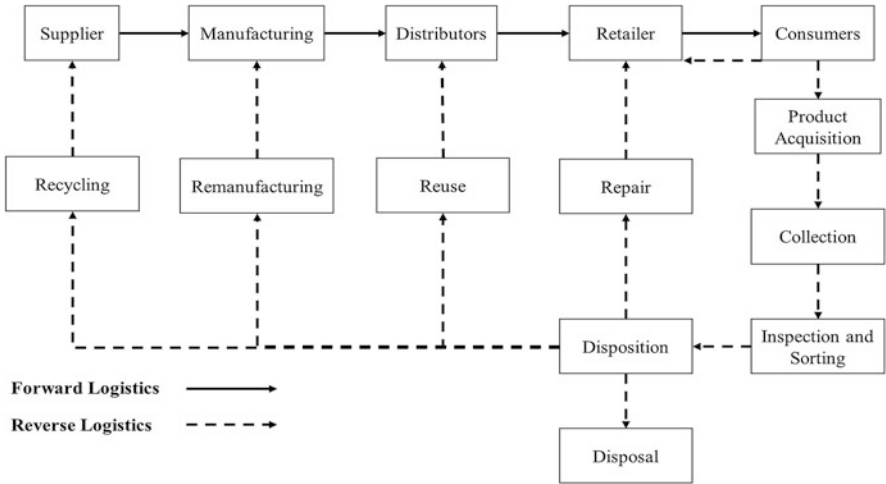 Supplier
Manufacturing
Distributors
Retailer
Consumers
Product
Acquisition
Recycling
Remanufacturing
Reuse
Repair
Collection
Disposition
Inspection and
Sorting
Forward Logistics
Reverse Logistics
Disposal